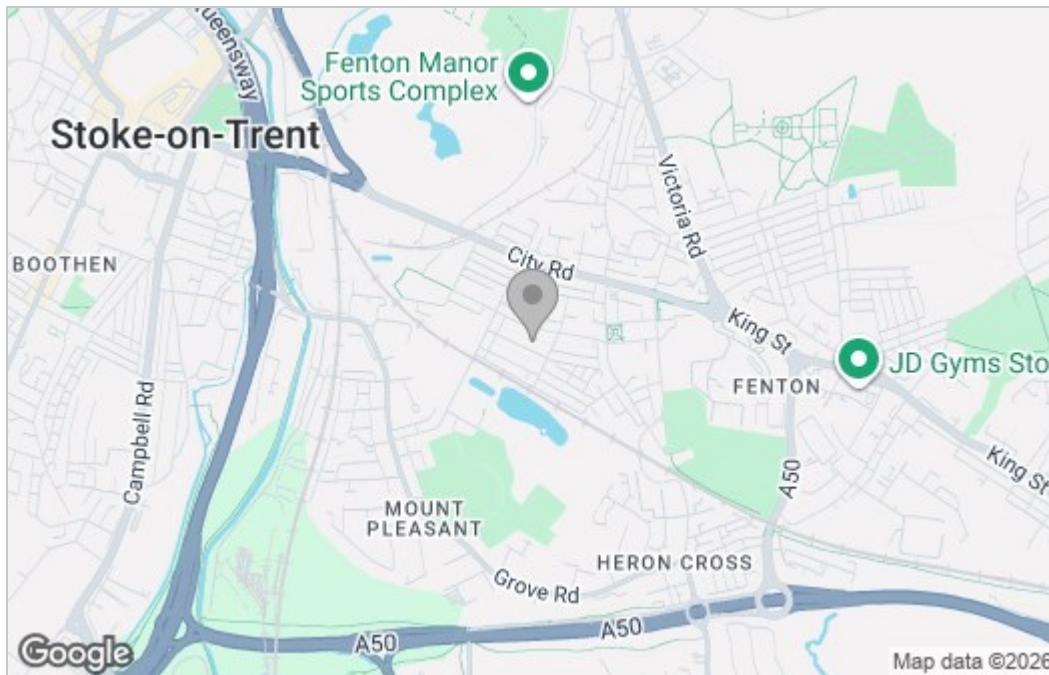 Queensway
Fenton Manor
Sports Complex
Stoke-on-Trent
Victoria Rd
BOOTHEN
City Rd
King St
JD Gyms Sto
FENTON
Campbell Rd
King St
A50
MOUNT
PLEASANT
HERON CROSS
Grove Rd
A50
A50
Google
Map data ©2026